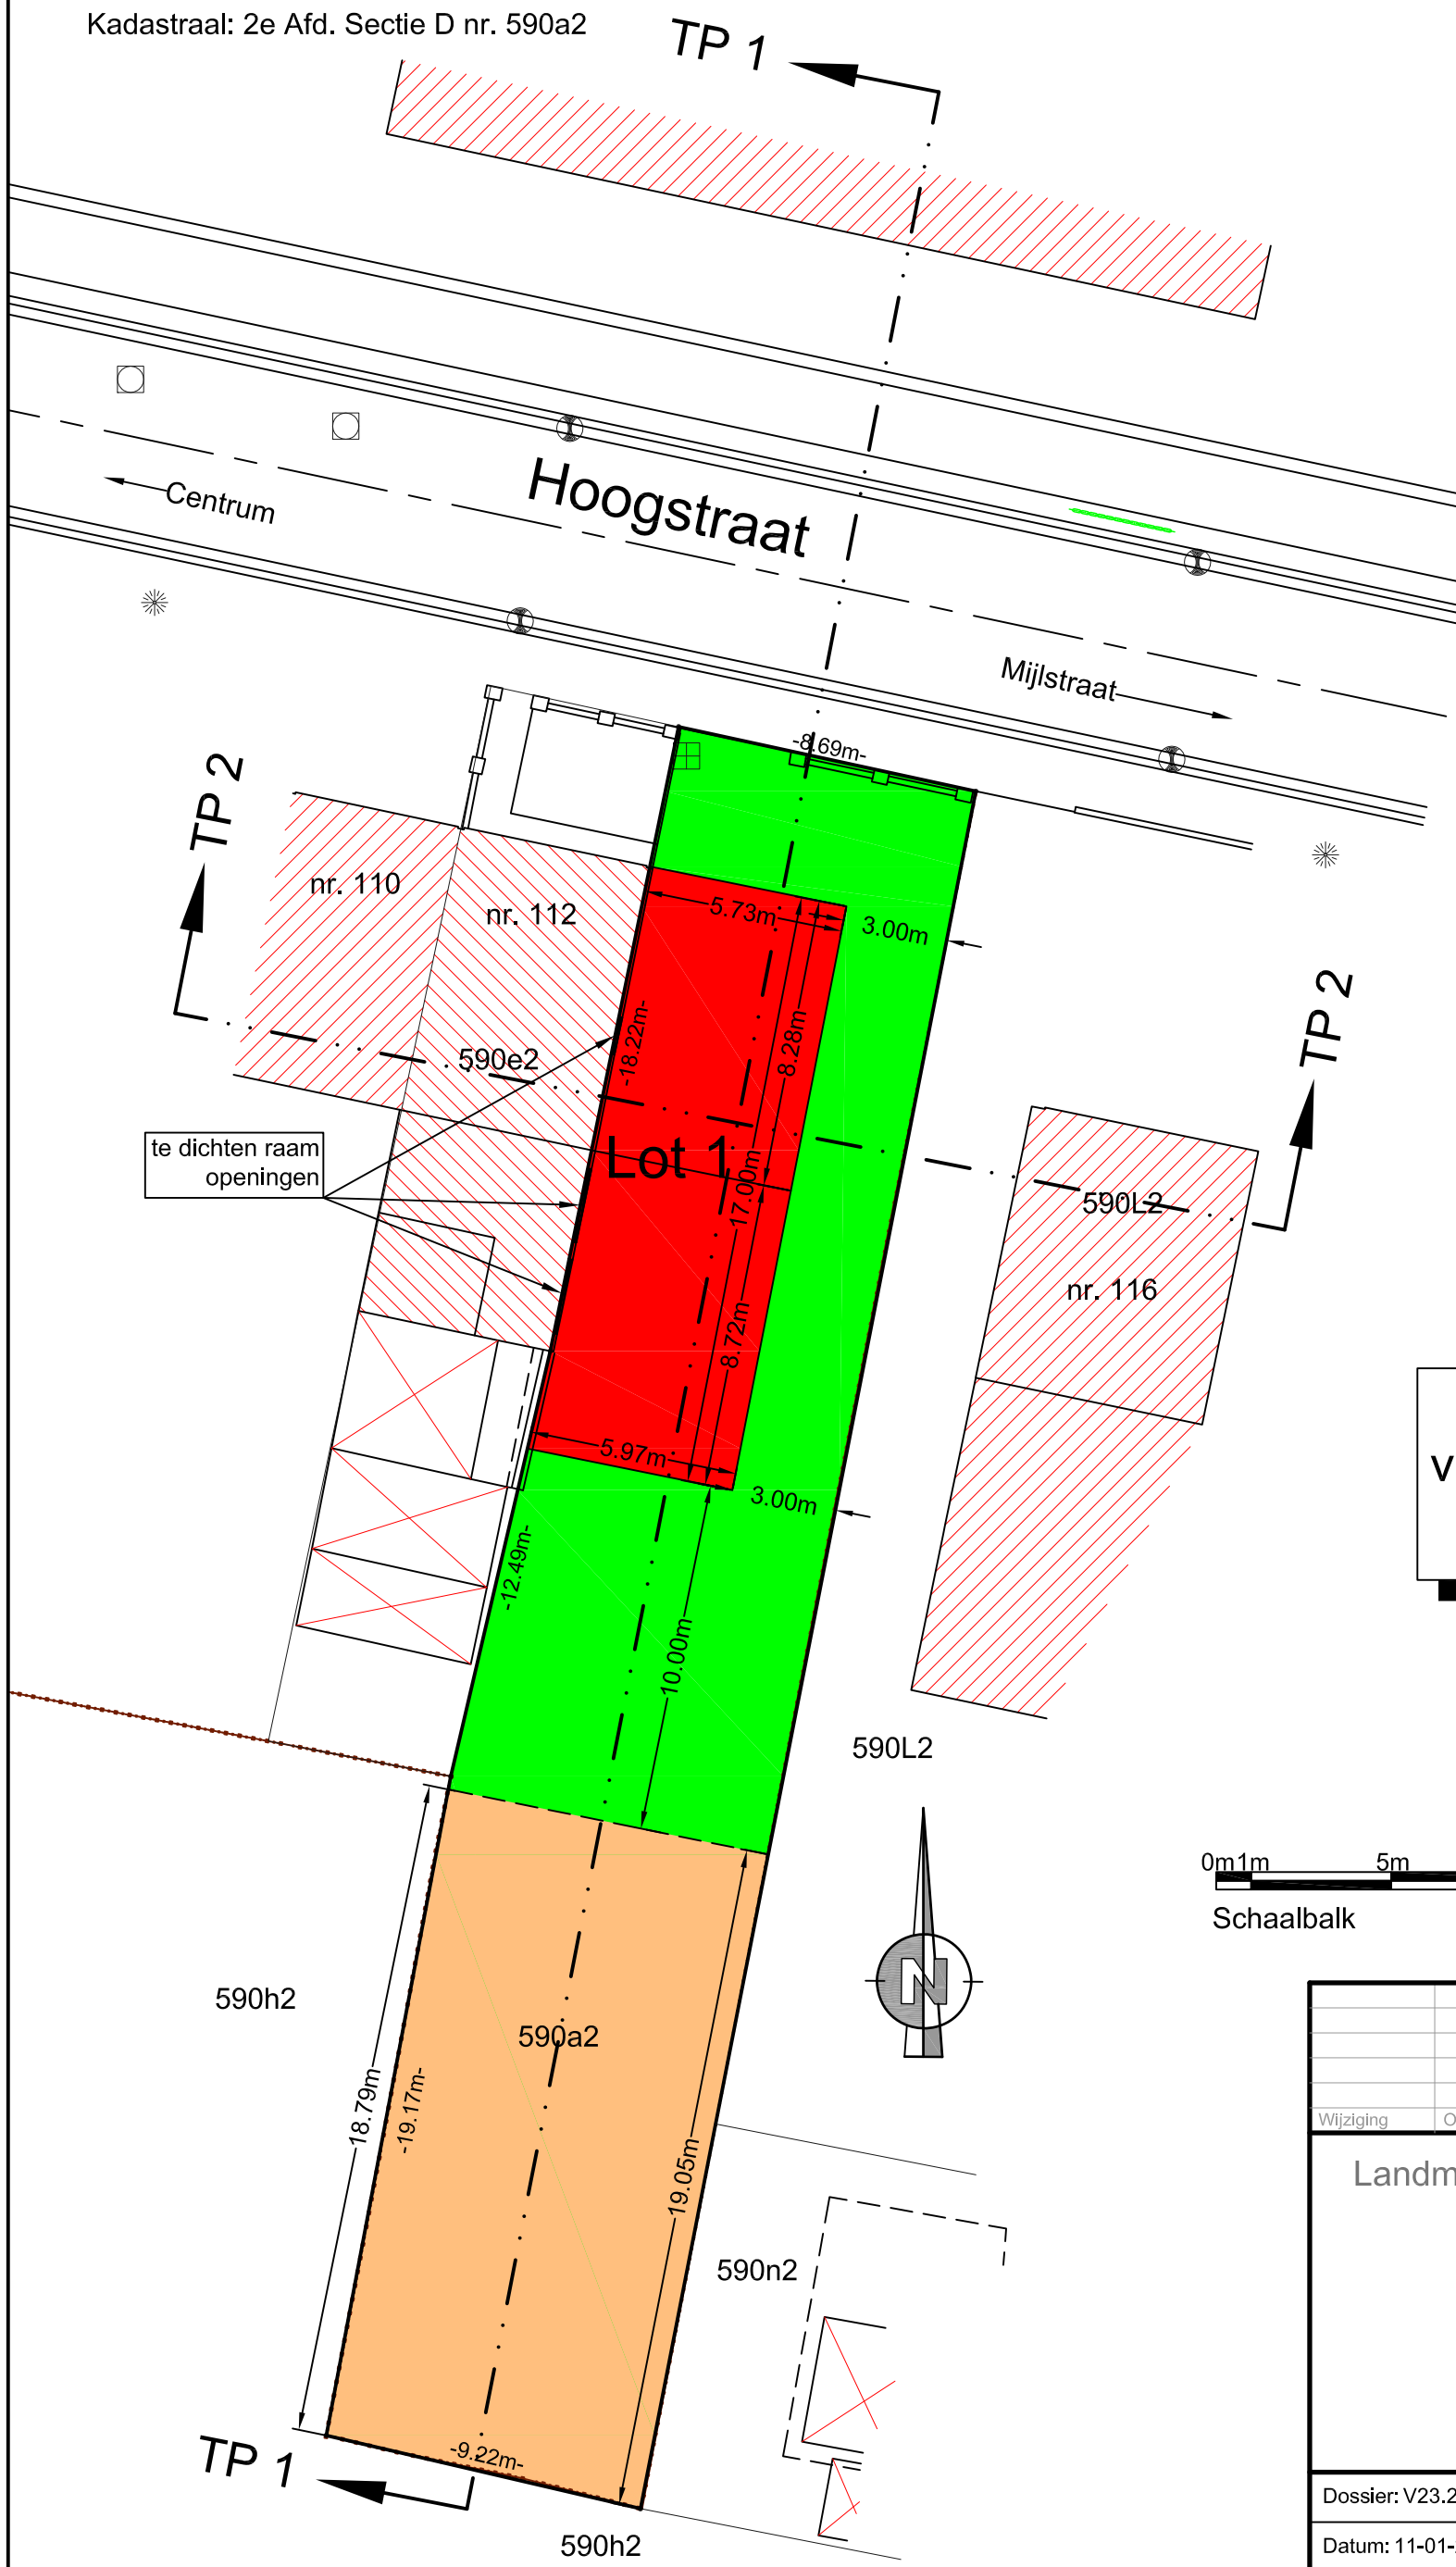 Kadastraal: 2e Afd. Sectie D nr. 590a2
TP 1
Centrum
Hoogstraat
Mijlstraat
-8.69m-
TP 2
nr. 110
nr. 112
5.73m
3.00m
-18.22m-
8.28m
TP 2
590e2
te dichten raam
openingen
Lot 1
17.00m
590L2
nr. 116
8.72m
5.97m
3.00m
V
-12.49m-
10.00m
590L2
0m1m
5m
Schaalbalk
N
590h2
590a2
18.79m
-19.17m-
19.05m
Wijziging
O
Landm
590n2
-9.22m-
TP 1
590h2
Dossier: V23.2
Datum: 11-01-